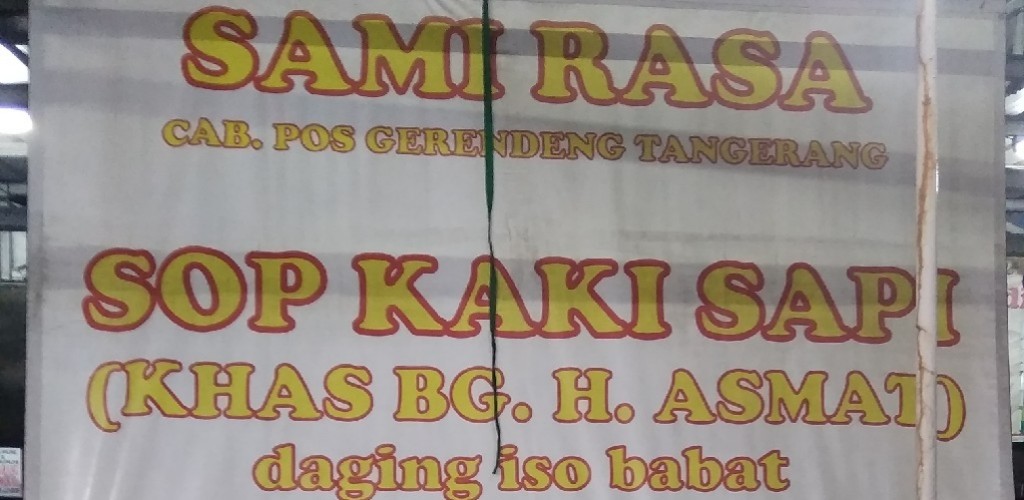 SAMI RASA
CAB. POS GERENDENG TANGERANG
SOP KAKI SAPI
(KHAS BG. H. ASMAT)
daging iso babat